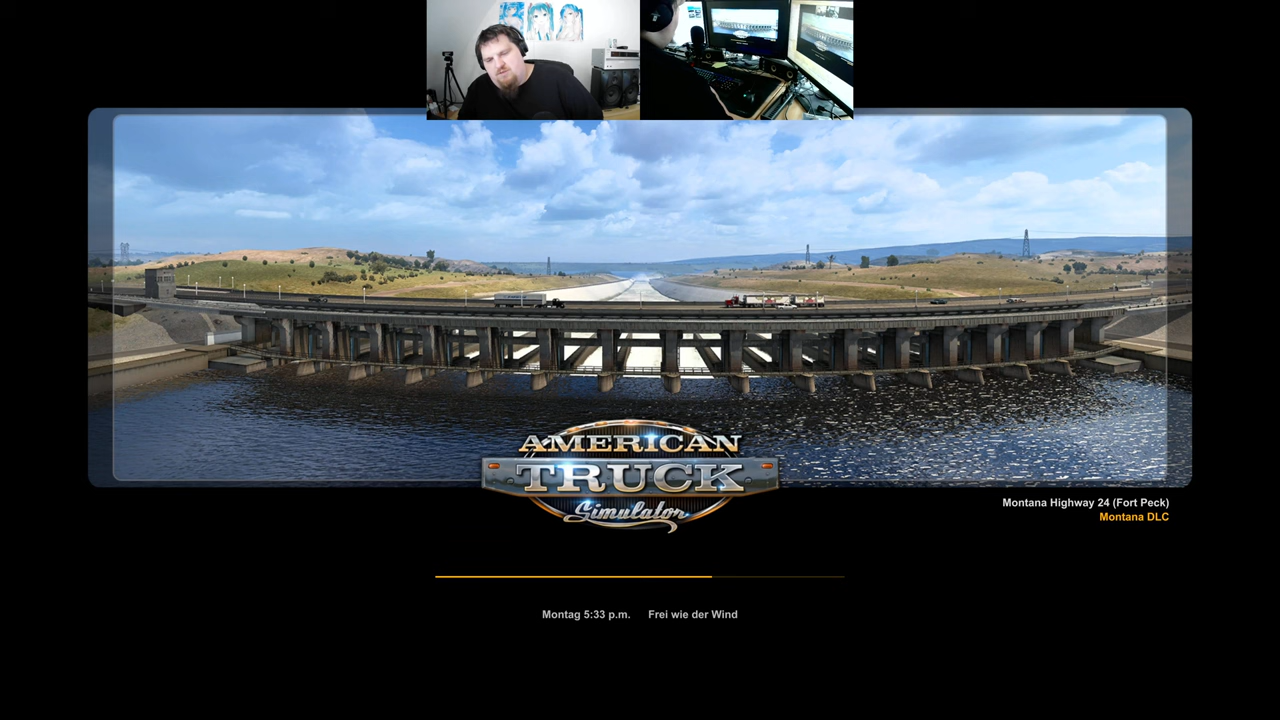 AMERICAN
TRUCK
Simulator
Montana Highway 24 (Fort Peck)
Montana DLC
Montag 5:33 p.m. Frei wie der Wind